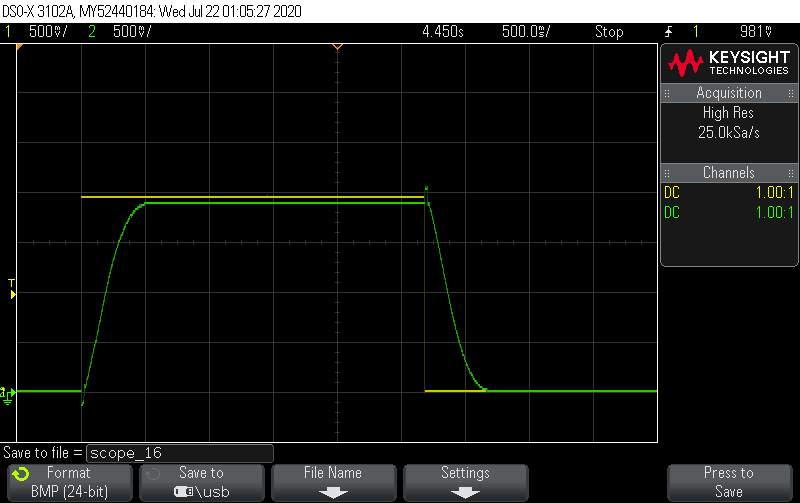 DSO-X 3102A, MY52440184: Wed Jul 22 01:05:27 2020
1 500mV/ 2 500mV/ 4.450s 500.0ms/ Stop 1 981mV
KEYSIGHT
TECHNOLOGIES
Acquisition
High Res
25.0kSa/s
Channels
DC 1.00:1
DC 1.00:1
T
Save to file = scope_16
Format
BMP (24-bit)
Save to
\usb
File Name
Settings
Press to
Save